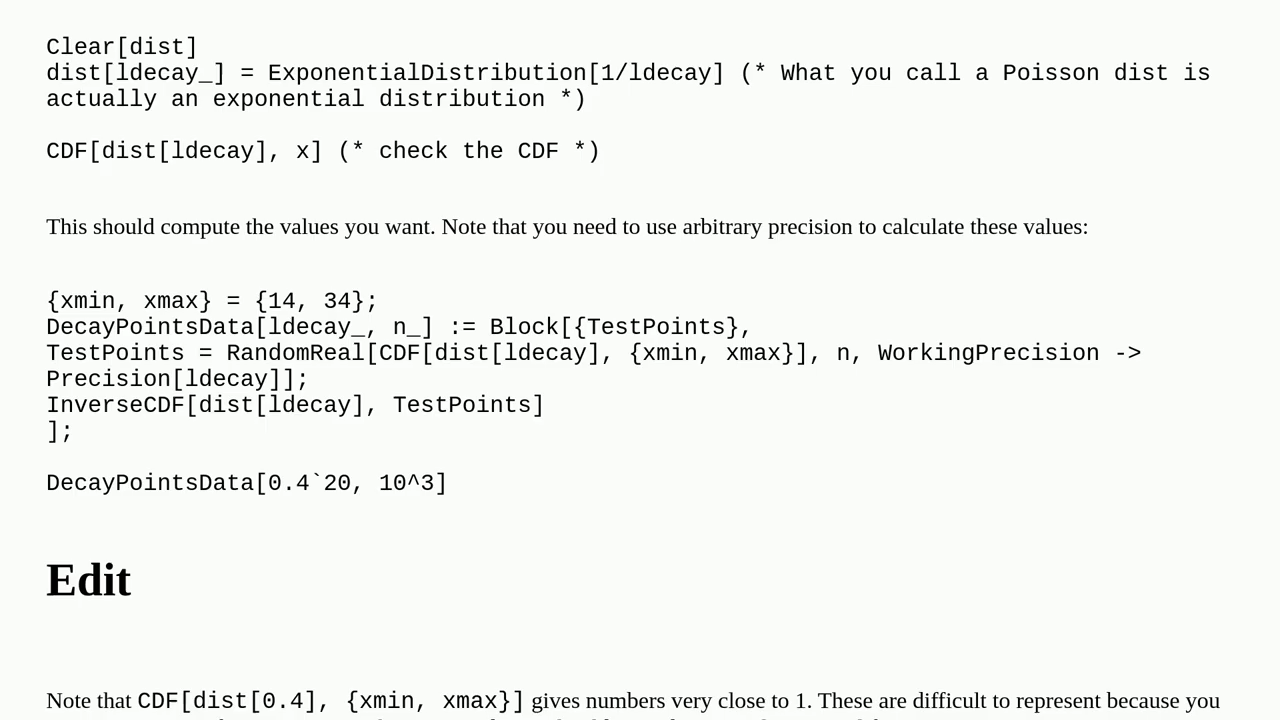 Clear[dist]
dist[ldecay_] = ExponentialDistribution[1/ldecay] (* What you call a Poisson dist is
actually an exponential distribution *)
CDF[dist[ldecay], x] (* check the CDF *)
This should compute the values you want. Note that you need to use arbitrary precision to calculate these values:
{xmin, xmax} = {14, 34};
DecayPointsData[ldecay_, n_] := Block[{TestPoints},
TestPoints = RandomReal[CDF[dist[ldecay], {xmin, xmax}], n, WorkingPrecision ->
Precision[ldecay]];
InverseCDF[dist[ldecay], TestPoints]
];
DecayPointsData[0.4`20, 10^3]
Edit
Note that CDF[dist[0.4], {xmin, xmax}] gives numbers very close to 1. These are difficult to represent because you